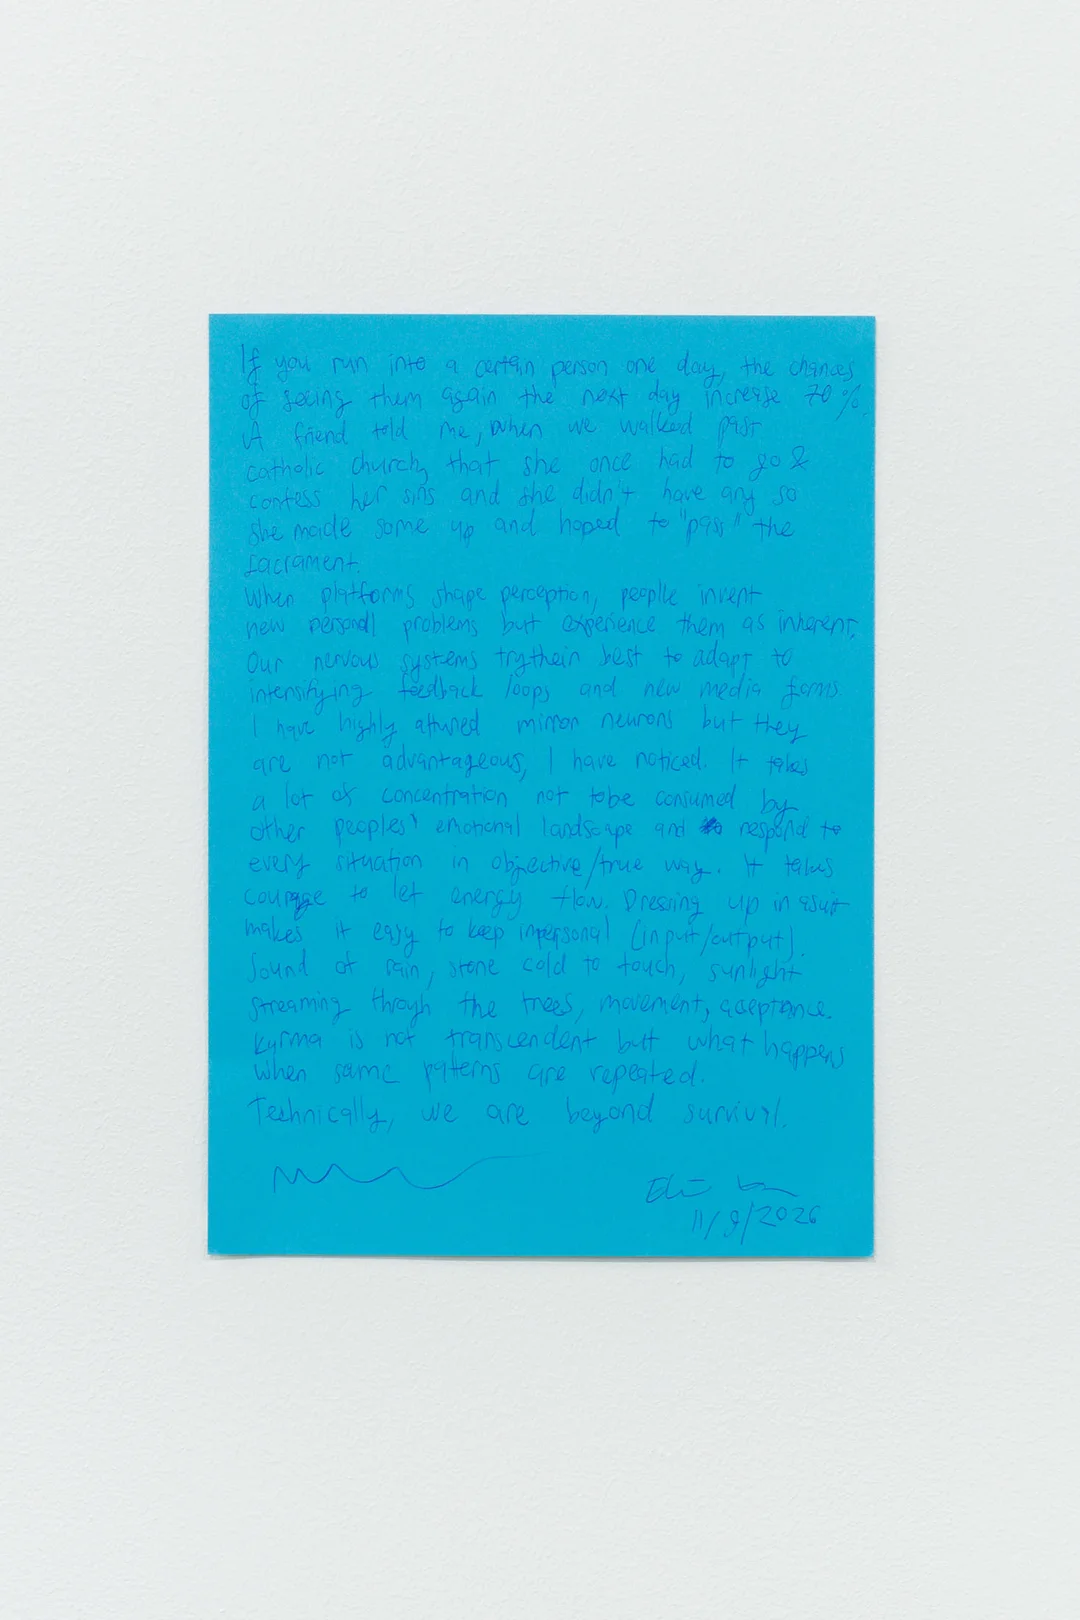 If you run into a certain person one day, the chances
of seeing them again the next day increase 70%.
A friend told me, when we walked past
catholic church, that she once had to go &
confess her sins and she didn't have any so
she made some up and hoped to "pass" the
sacrament.
When platforms shape perception, people invent
new personal problems but experience them as inherent.
Our nervous systems try their best to adapt to
intensifying feedback loops and new media forms.
I have highly attuned mirror neurons but they
are not advantageous, I have noticed. It takes
a lot of concentration not to be consumed by
other peoples' emotional landscape and respond to
every situation in objective/true way. It takes
courage to let energy flow. Dressing up in a suit
makes it easy to keep impersonal (input/output).
Sound of rain, stone cold to touch, sunlight
streaming through the trees, movement, acceptance.
Karma is not transcendent but what happens
when same patterns are repeated.
Technically, we are beyond survival.
11/9/2026